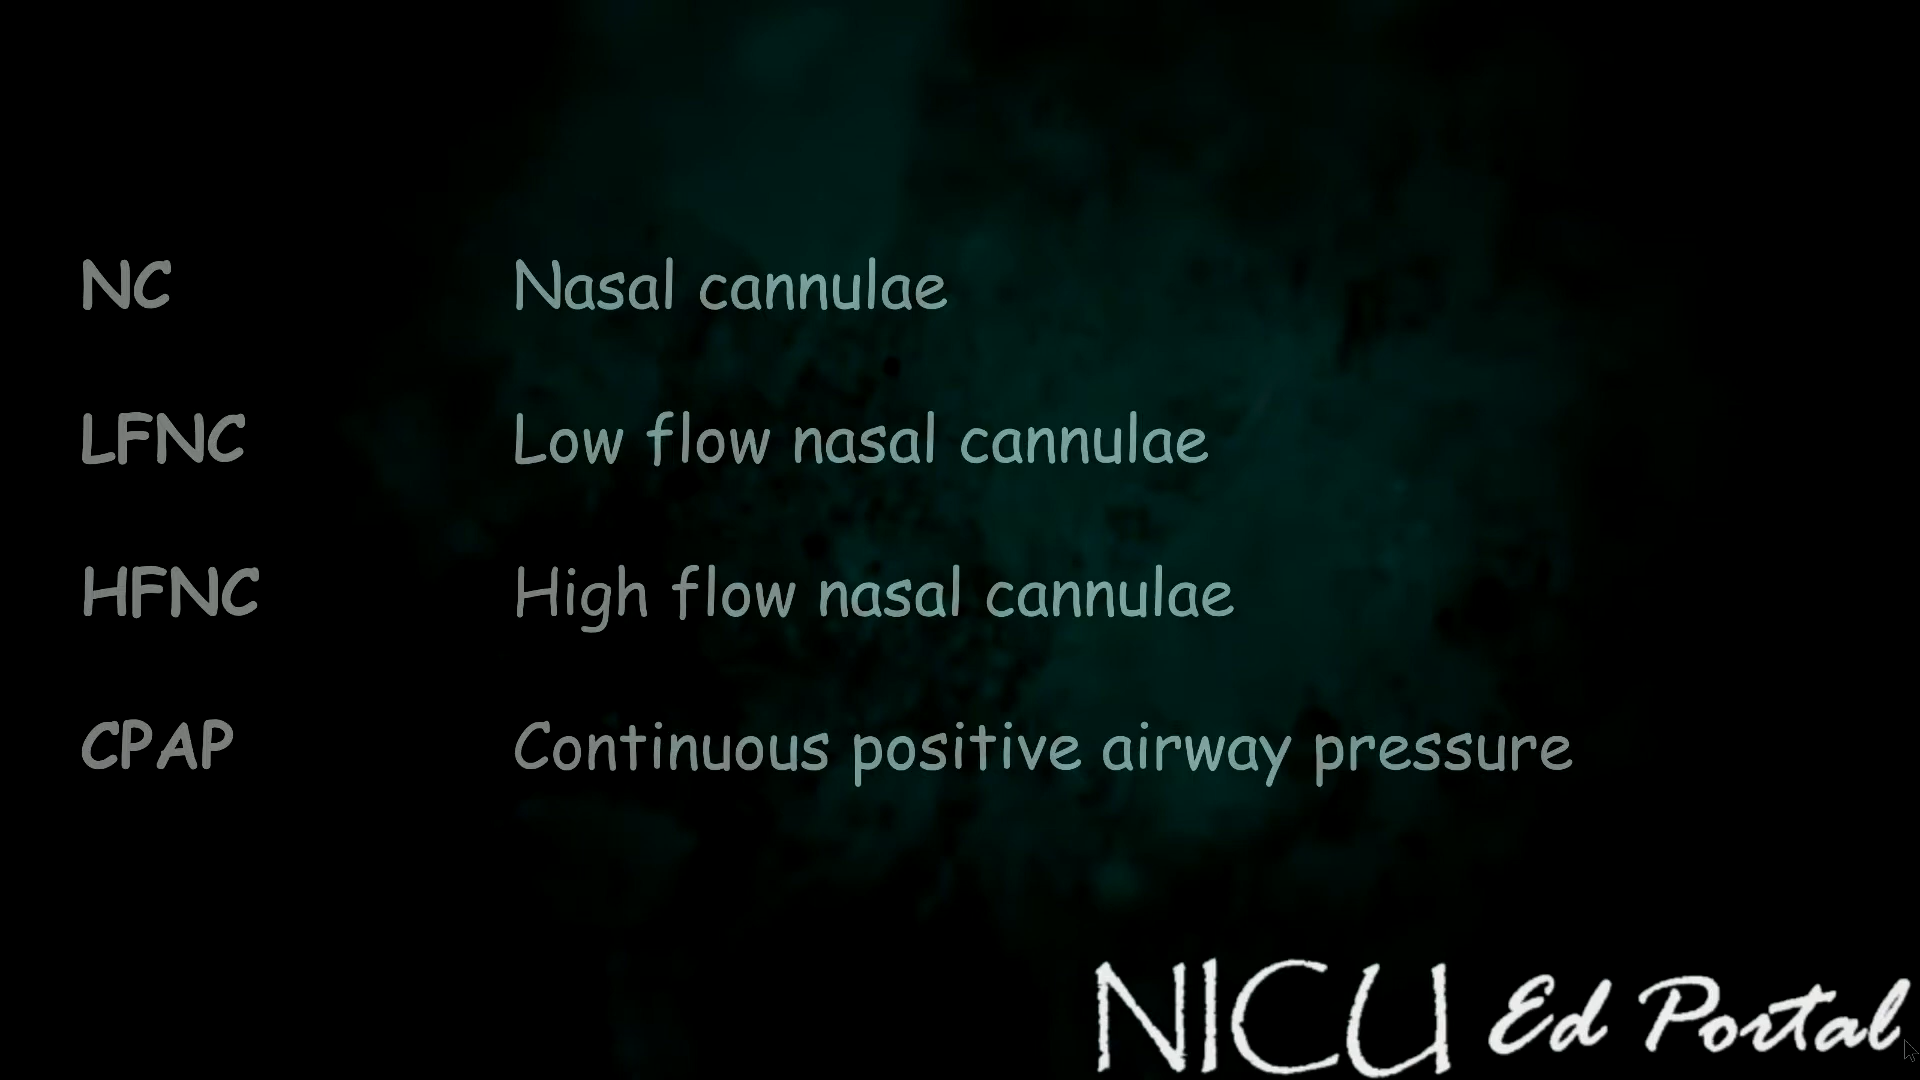 NC Nasal cannulae
LFNC Low flow nasal cannulae
HFNC High flow nasal cannulae
CPAP Continuous positive airway pressure
NICU Ed Portal